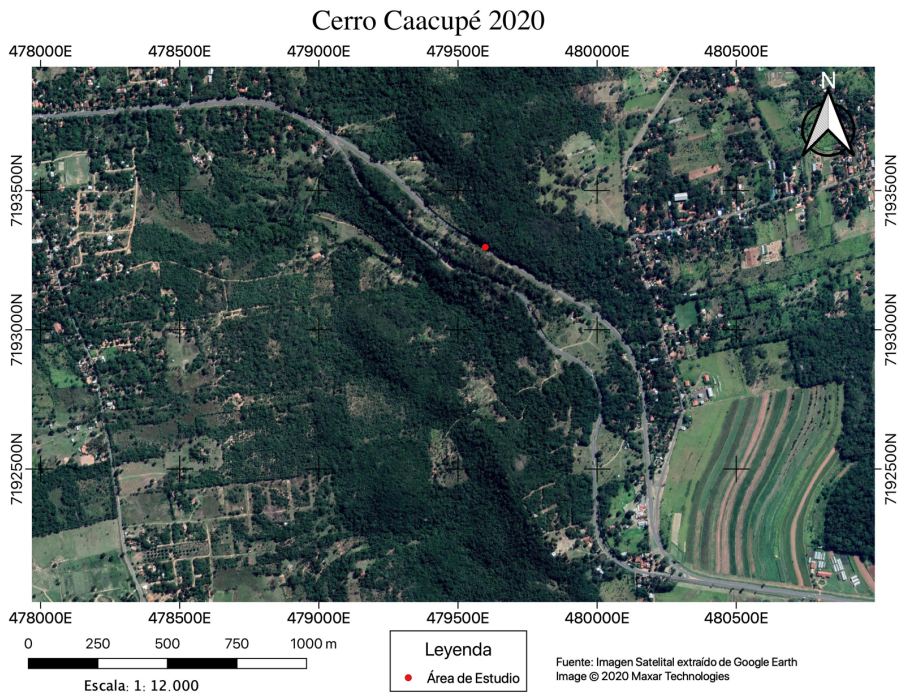 Cerro Caacupé 2020
478000E 478500E 479000E 479500E 480000E 480500E
N
7193500N 7193500N
7193000N 7193000N
7192500N 7192500N
478000E 478500E 479000E 479500E 480000E 480500E
0 250 500 750 1000 m
Escala: 1: 12.000
Leyenda
Área de Estudio
Fuente: Imagen Satelital extraído de Google Earth
Image © 2020 Maxar Technologies